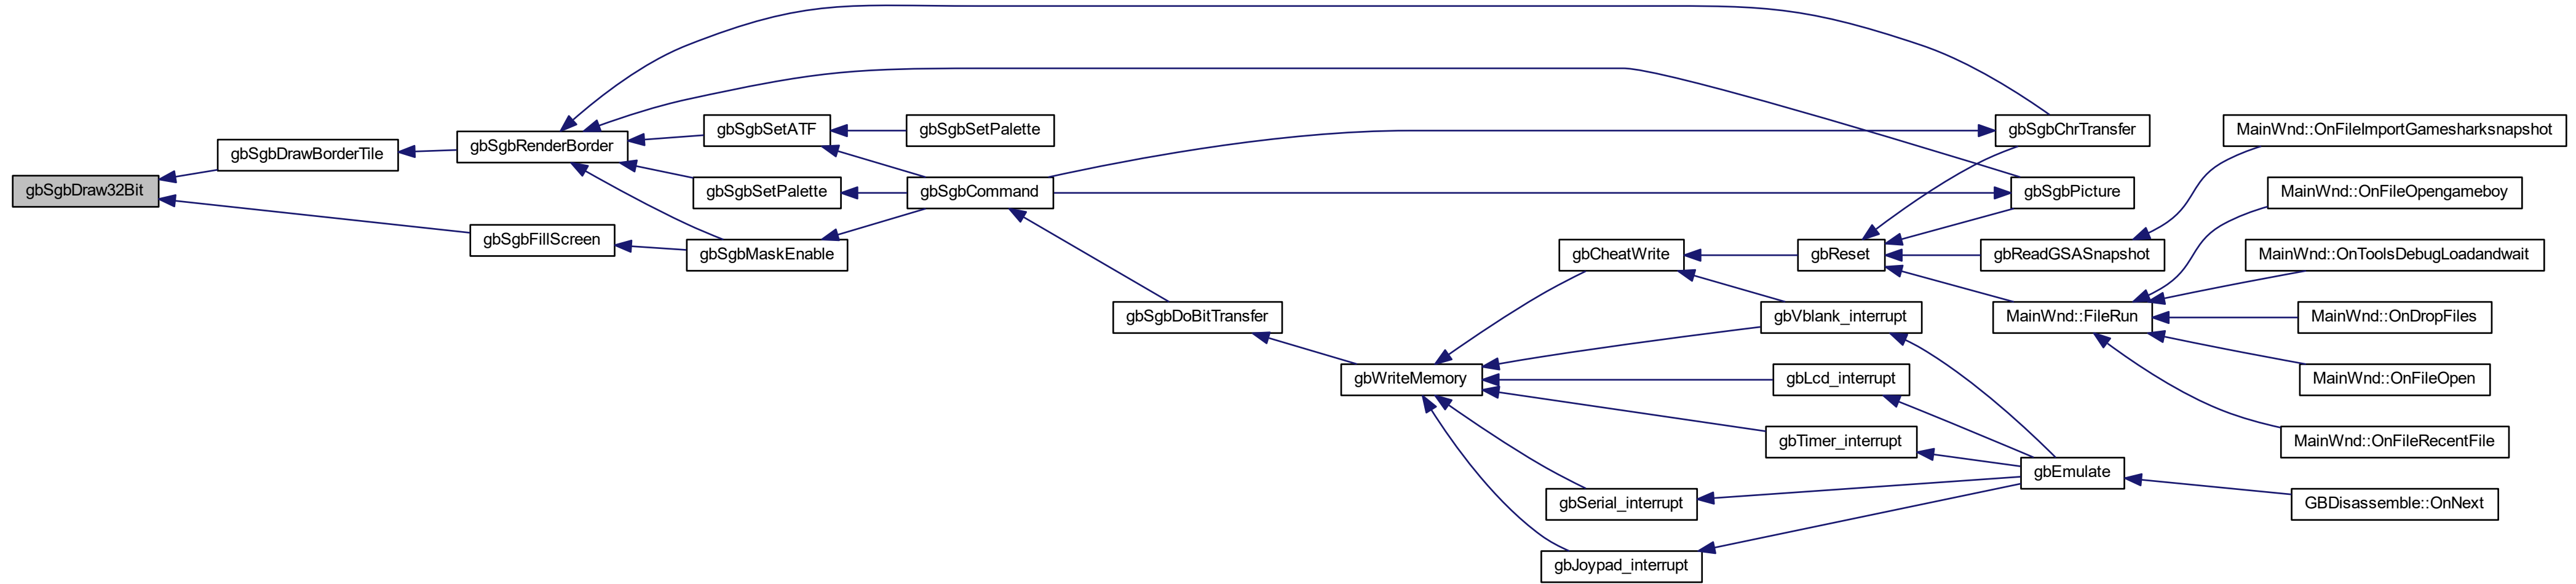 gbSgbDraw32Bit
gbSgbDrawBorderTile
gbSgbFillScreen
gbSgbRenderBorder
gbSgbSetATF
gbSgbSetPalette
gbSgbMaskEnable
gbSgbSetPalette
gbSgbCommand
gbSgbDoBitTransfer
gbWriteMemory
gbCheatWrite
gbVblank_interrupt
gbLcd_interrupt
gbTimer_interrupt
gbSerial_interrupt
gbJoypad_interrupt
gbReset
gbSgbChrTransfer
gbSgbPicture
gbReadGSASnapshot
MainWnd::FileRun
gbEmulate
MainWnd::OnFileImportGamesharksnapshot
MainWnd::OnFileOpengameboy
MainWnd::OnToolsDebugLoadandwait
MainWnd::OnDropFiles
MainWnd::OnFileOpen
MainWnd::OnFileRecentFile
GBDisassemble::OnNext